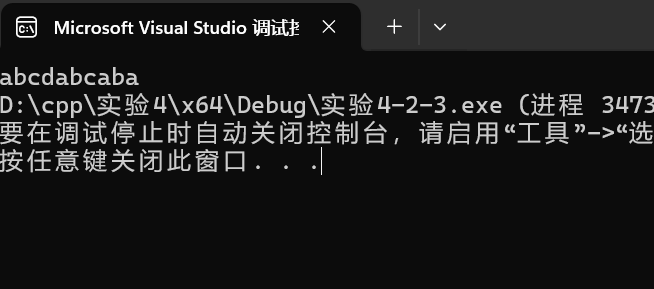 Microsoft Visual Studio 调试
abcdabcaba
D:\cpp\实验4\x64\Debug\实验4-2-3.exe (进程 3473
要在调试停止时自动关闭控制台，请启用“工具”->“选
按任意键关闭此窗口. . .